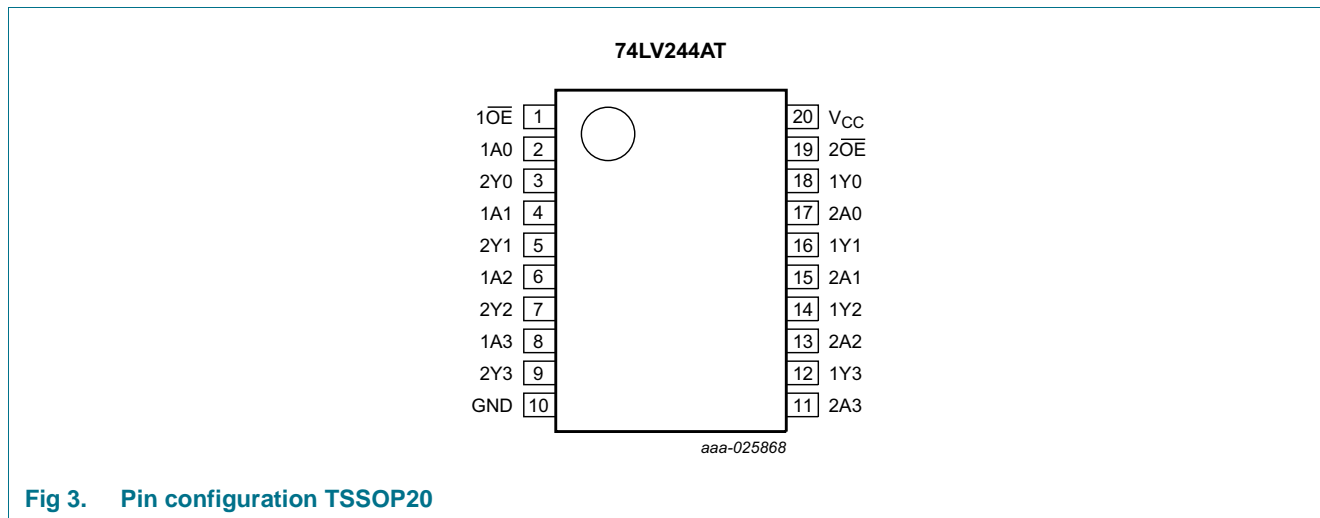 74LV244AT
1O̅E̅ 1 20 VCC
1A0 2 19 2O̅E̅
2Y0 3 18 1Y0
1A1 4 17 2A0
2Y1 5 16 1Y1
1A2 6 15 2A1
2Y2 7 14 1Y2
1A3 8 13 2A2
2Y3 9 12 1Y3
GND 10 11 2A3
aaa-025868
Fig 3. Pin configuration TSSOP20